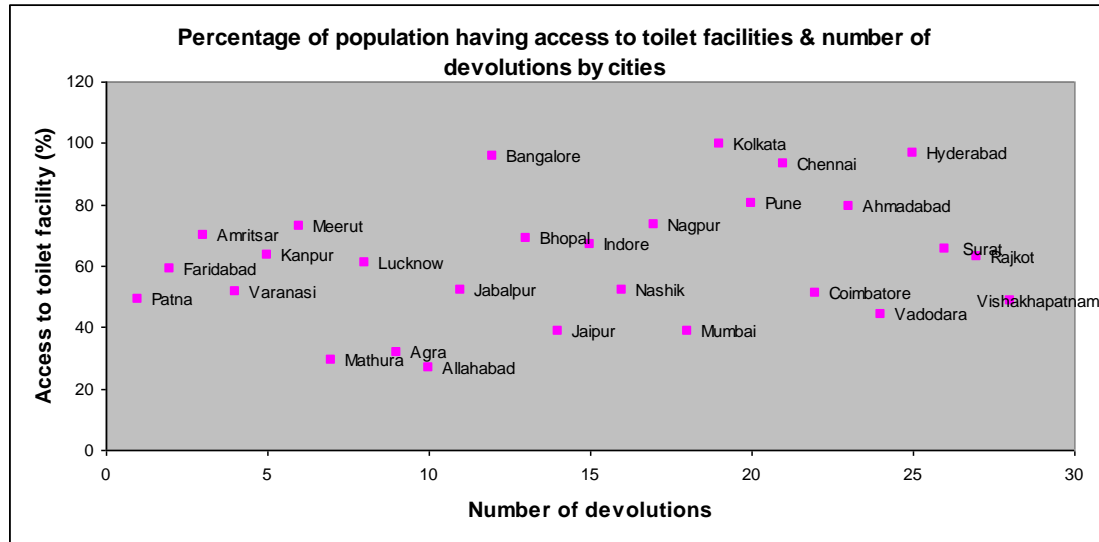 Percentage of population having access to toilet facilities & number of
devolutions by cities
Access to toilet facility (%)
120
100
80
60
40
20
0
Kolkata
Hyderabad
Bangalore
Chennai
Pune
Ahmadabad
Meerut
Nagpur
Amritsar
Bhopal
Indore
Surat
Kanpur
Rajkot
Lucknow
Faridabad
Patna
Varanasi
Jabalpur
Nashik
Coimbatore
Vishakhapatnam
Vadodara
Jaipur
Mumbai
Mathura
Agra
Allahabad
0 5 10 15 20 25 30
Number of devolutions